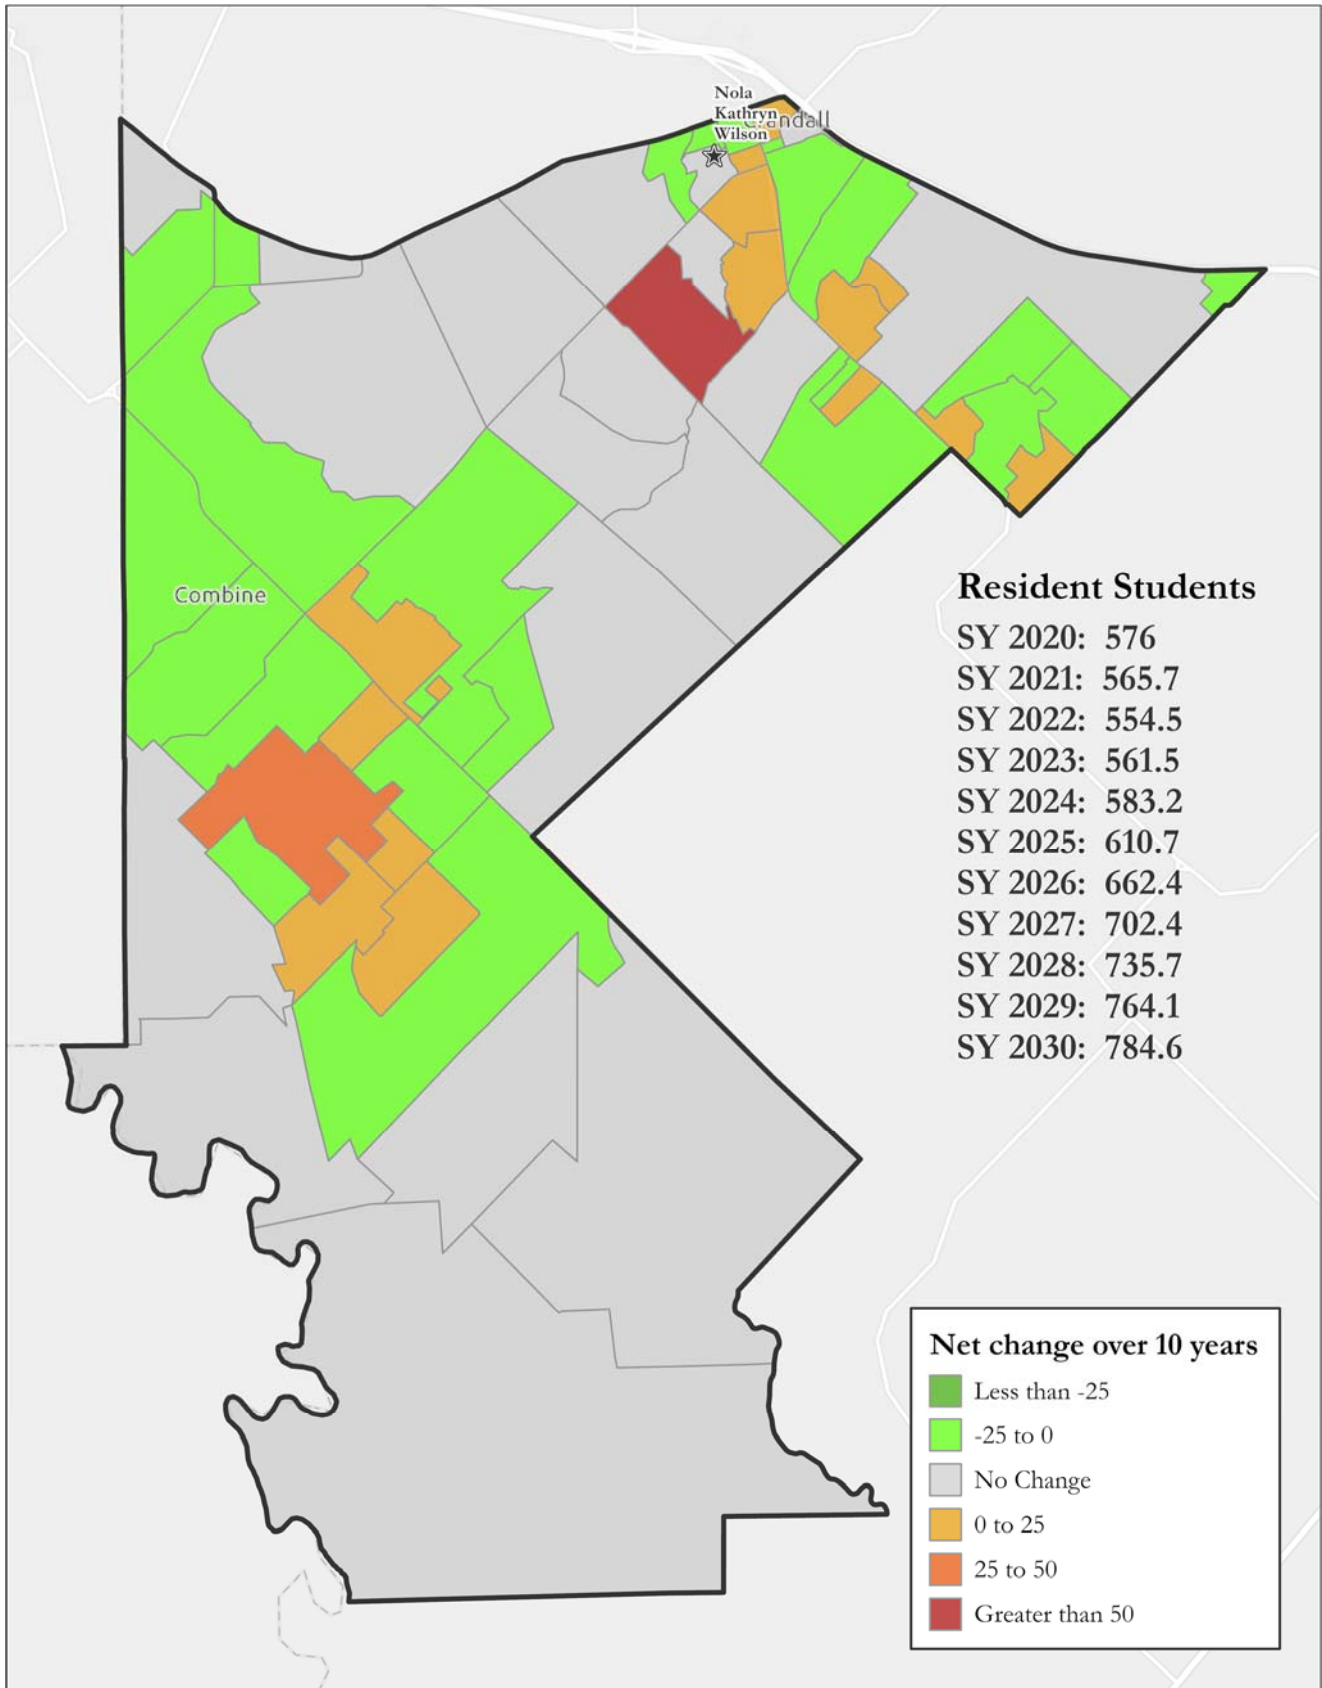 Nola
Kathryn
Wilson
Crandall
Combine
Resident Students
SY 2020: 576
SY 2021: 565.7
SY 2022: 554.5
SY 2023: 561.5
SY 2024: 583.2
SY 2025: 610.7
SY 2026: 662.4
SY 2027: 702.4
SY 2028: 735.7
SY 2029: 764.1
SY 2030: 784.6
Net change over 10 years
Less than -25
-25 to 0
No Change
0 to 25
25 to 50
Greater than 50